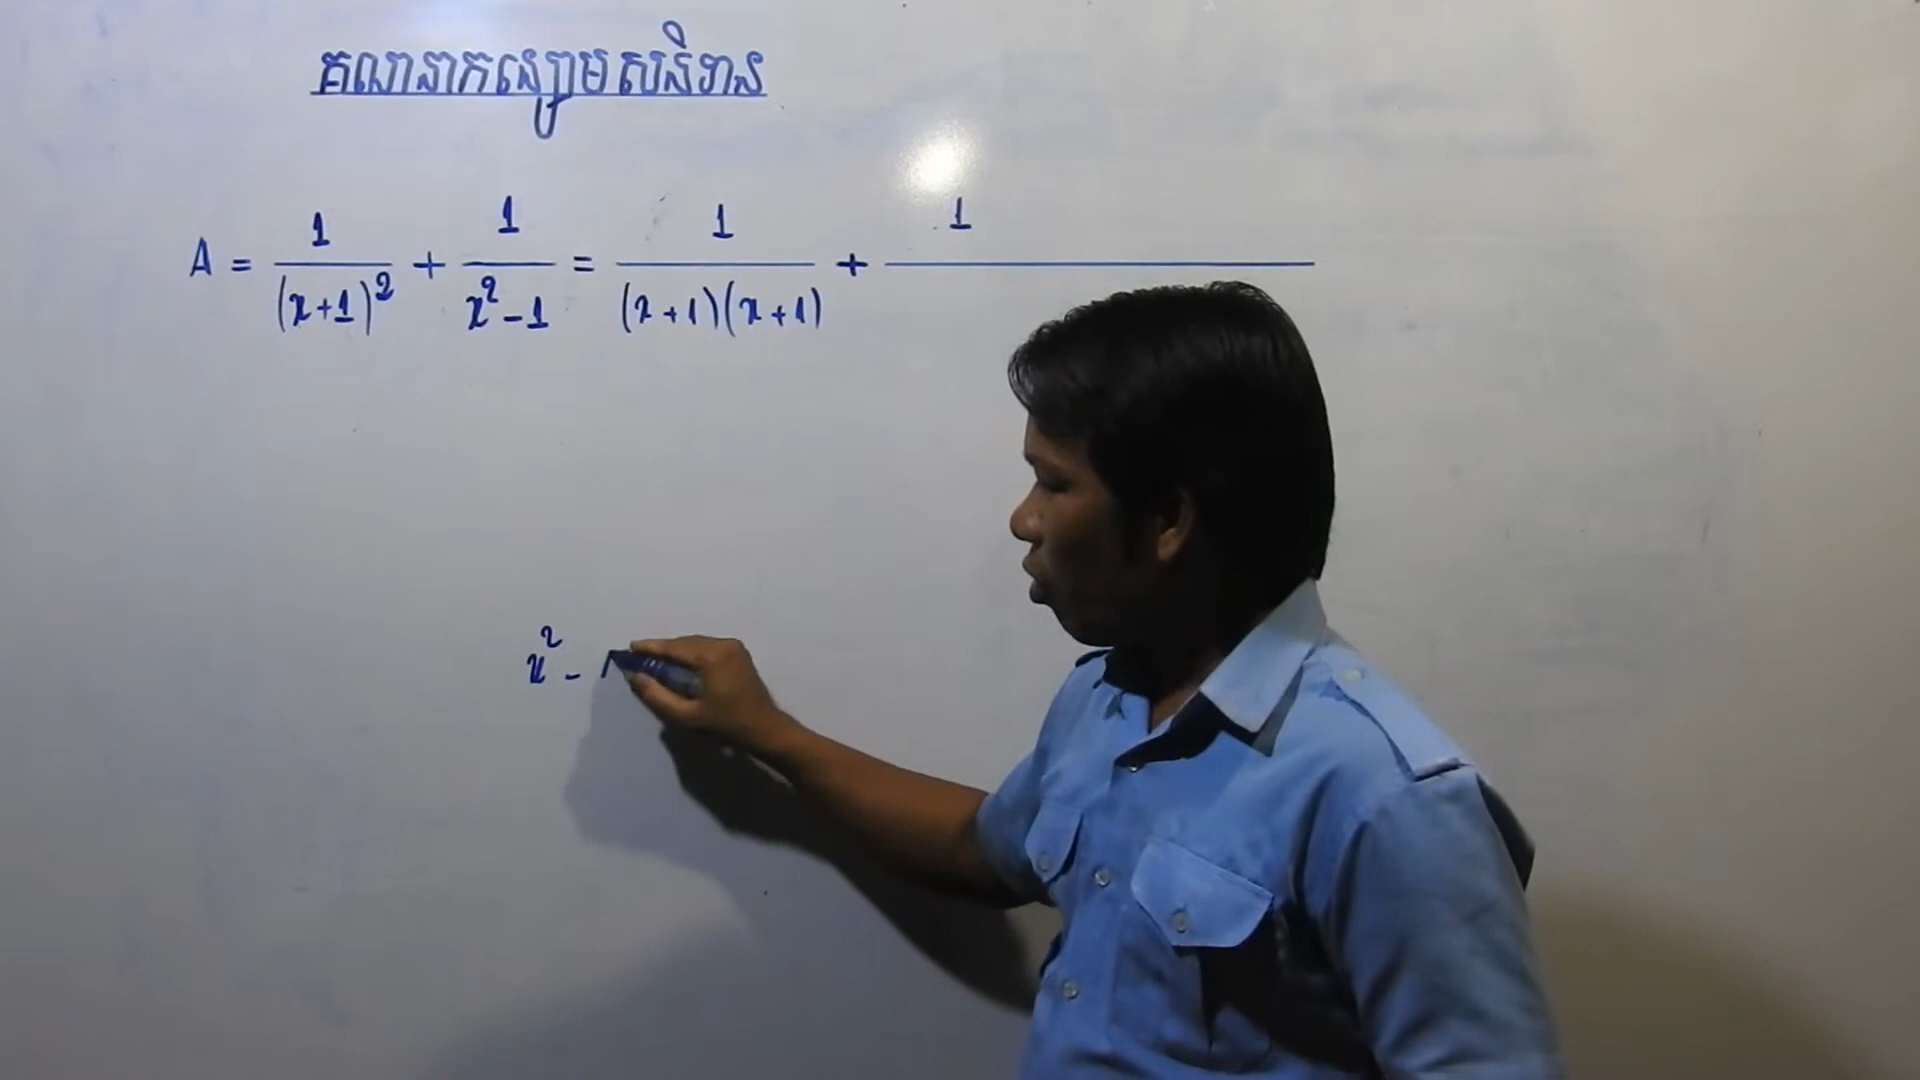 គណនាកន្សោមសនិទាន
A = 1/(x+1)² + 1/(x²-1) = 1/((x+1)(x+1)) + 1/
x² -